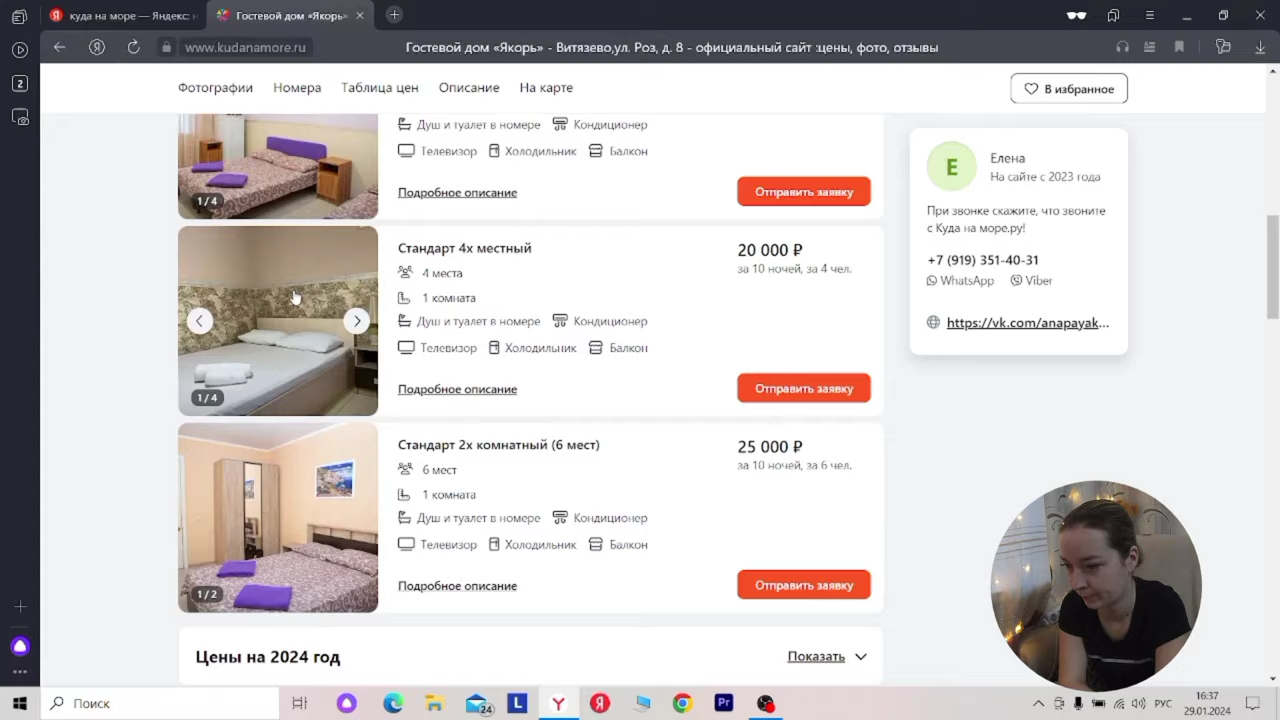 куда на море — Яндекс: н
Гостевой дом «Якорь»
www.kudanamore.ru
Гостевой дом «Якорь» - Витязево,ул. Роз, д. 8 - официальный сайт :цены, фото, отзывы
2
Фотографии
Номера
Таблица цен
Описание
На карте
В избранное
Душ и туалет в номере
Кондиционер
Телевизор
Холодильник
Балкон
1 / 4
Подробное описание
Отправить заявку
Е
Елена
На сайте с 2023 года
При звонке скажите, что звоните
с Куда на море.ру!
+7 (919) 351-40-31
WhatsApp
Viber
https://vk.com/anapayak...
Стандарт 4х местный
20 000 ₽
4 места
за 10 ночей, за 4 чел.
1 комната
Душ и туалет в номере
Кондиционер
Телевизор
Холодильник
Балкон
1 / 4
Подробное описание
Отправить заявку
Стандарт 2х комнатный (6 мест)
25 000 ₽
6 мест
за 10 ночей, за 6 чел.
1 комната
Душ и туалет в номере
Кондиционер
Телевизор
Холодильник
Балкон
1 / 2
Подробное описание
Отправить заявку
Цены на 2024 год
Показать
Поиск
24
L
Y
Я
Pr
РУС
16:37
29.01.2024